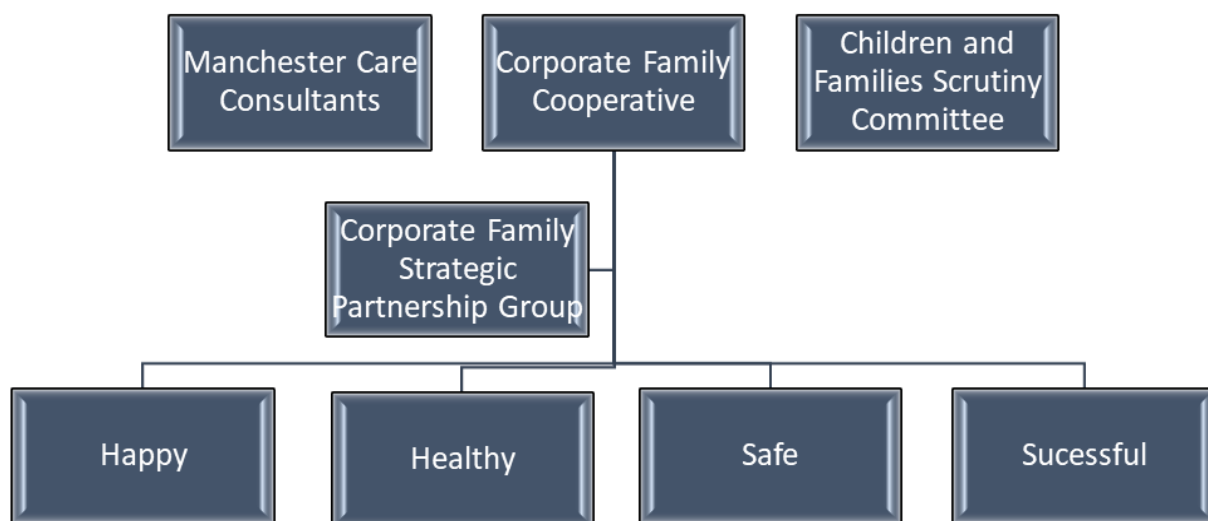 Manchester Care
Consultants
Corporate Family
Cooperative
Children and
Families Scrutiny
Committee
Corporate Family
Strategic
Partnership Group
Happy
Healthy
Safe
Sucessful